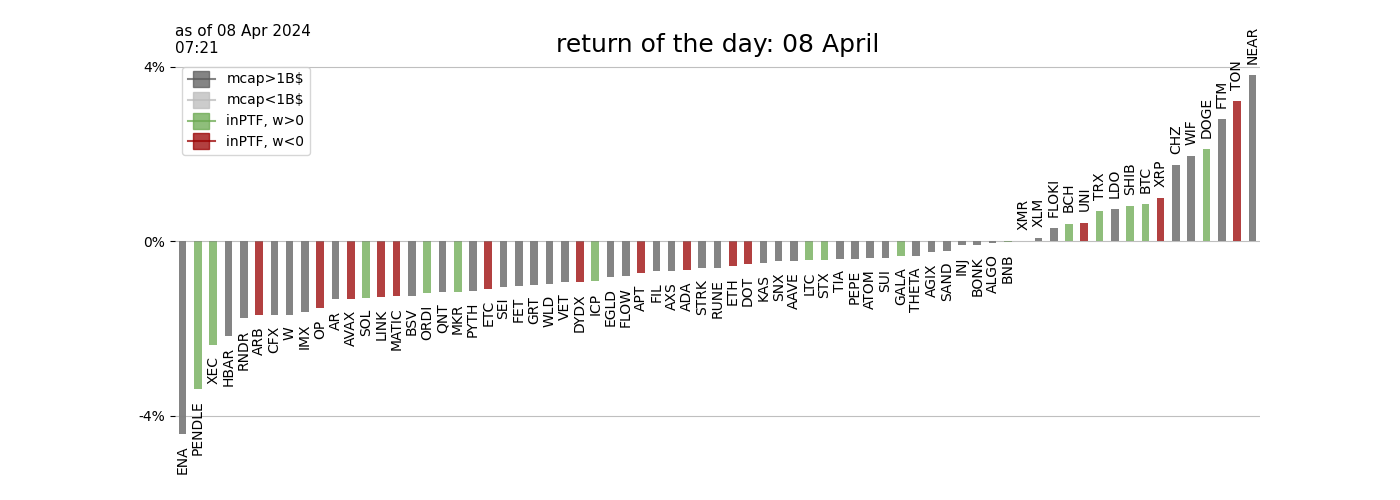 as of 08 Apr 2024
07:21
return of the day: 08 April
4%
0%
-4%
mcap>1B$
mcap<1B$
inPTF, w>0
inPTF, w<0
ENA
PENDLE
XEC
HBAR
RNDR
ARB
CFX
W
IMX
OP
AR
AVAX
SOL
LINK
MATIC
BSV
ORDI
QNT
MKR
PYTH
ETC
SEI
FET
GRT
WLD
VET
DYDX
ICP
EGLD
FLOW
APT
FIL
AXS
ADA
STRK
RUNE
ETH
DOT
KAS
SNX
AAVE
LTC
STX
TIA
PEPE
ATOM
SUI
GALA
THETA
AGIX
SAND
INJ
BONK
ALGO
BNB
XMR
XLM
FLOKI
BCH
UNI
TRX
LDO
SHIB
BTC
XRP
CHZ
WIF
DOGE
FTM
TON
NEAR